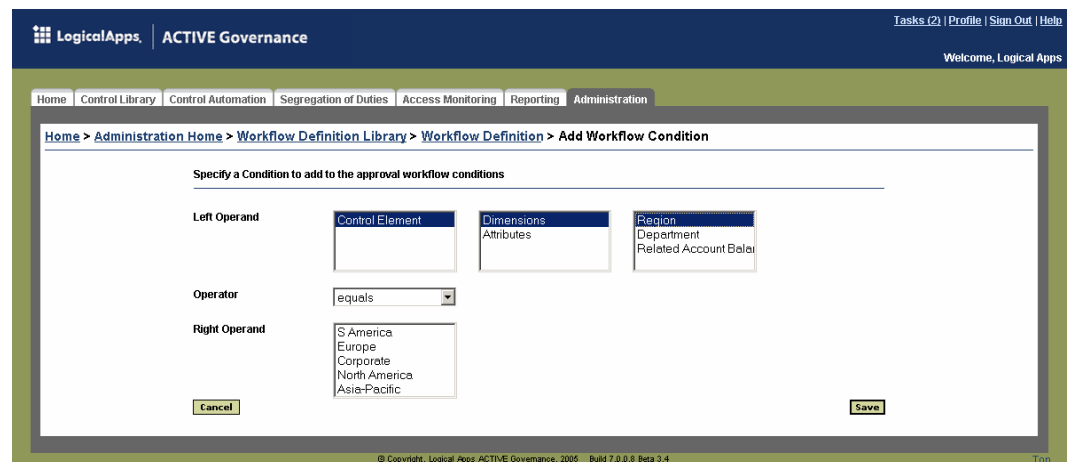 Tasks (2) | Profile | Sign Out | Help
LogicalApps. ACTIVE Governance
Welcome, Logical Apps
Home Control Library Control Automation Segregation of Duties Access Monitoring Reporting Administration
Home > Administration Home > Workflow Definition Library > Workflow Definition > Add Workflow Condition
Specify a Condition to add to the approval workflow conditions
Left Operand Control Element Dimensions Region
Attributes Department
Related Account Balar
Operator equals
Right Operand S America
Europe
Corporate
North America
Asia-Pacific
Cancel Save
© Copyright, Logical Apps ACTIVE Governance, 2005 Build 7.0.0.8 Beta 3.4 Top